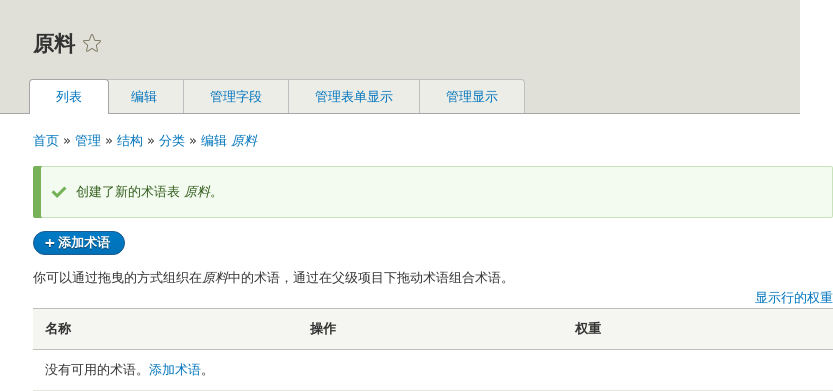 原料
列表 编辑 管理字段 管理表单显示 管理显示
首页 » 管理 » 结构 » 分类 » 编辑 原料
创建了新的术语表 原料。
+ 添加术语
你可以通过拖曳的方式组织在原料中的术语，通过在父级项目下拖动术语组合术语。
显示行的权重
名称 操作 权重
没有可用的术语。添加术语。